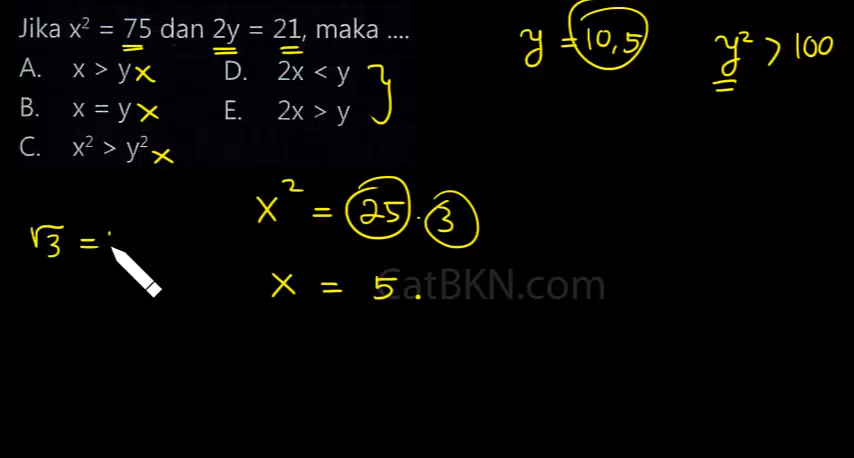 Jika x² = 75 dan 2y = 21, maka ....
A. x > y x D. 2x < y
B. x = y x E. 2x > y
C. x² > y² x
y = 10,5
y² > 100
x² = 25 . 3
√3 =
x = 5 .
CatBKN.com